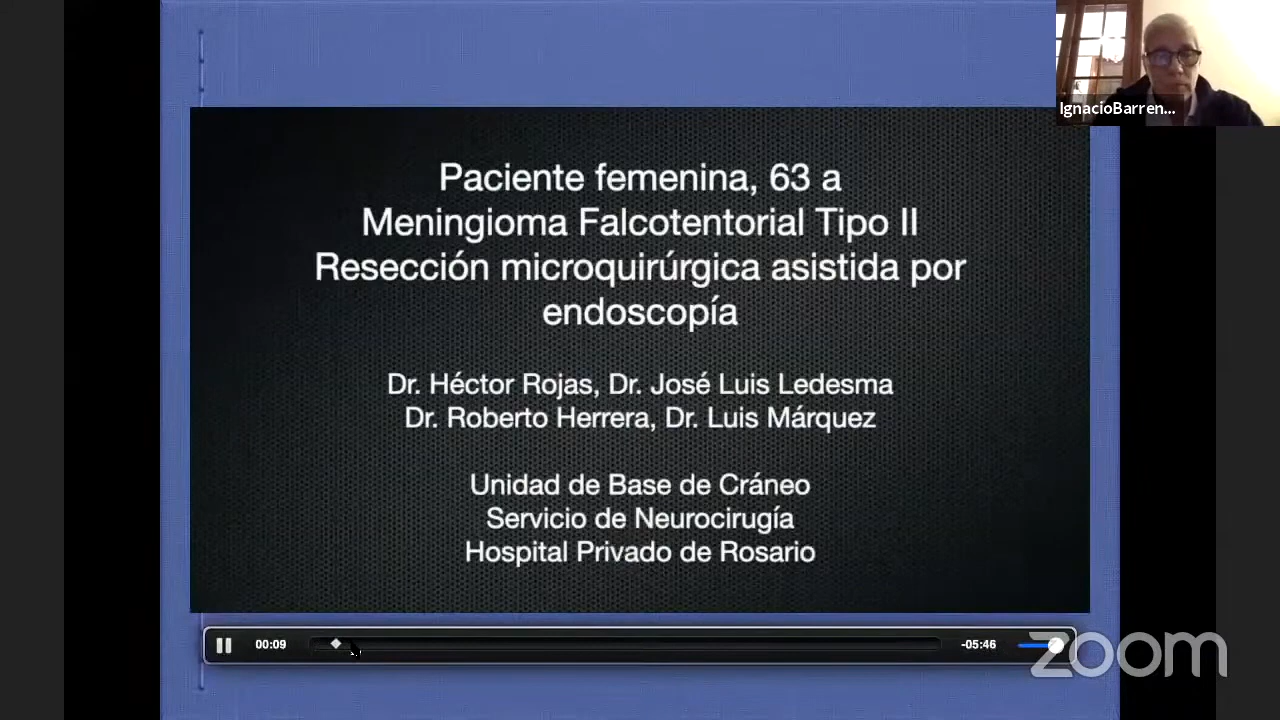 IgnacioBarren...
Paciente femenina, 63 a
Meningioma Falcotentorial Tipo II
Resección microquirúrgica asistida por
endoscopía
Dr. Héctor Rojas, Dr. José Luis Ledesma
Dr. Roberto Herrera, Dr. Luis Márquez
Unidad de Base de Cráneo
Servicio de Neurocirugía
Hospital Privado de Rosario
00:09
-05:46
zoom